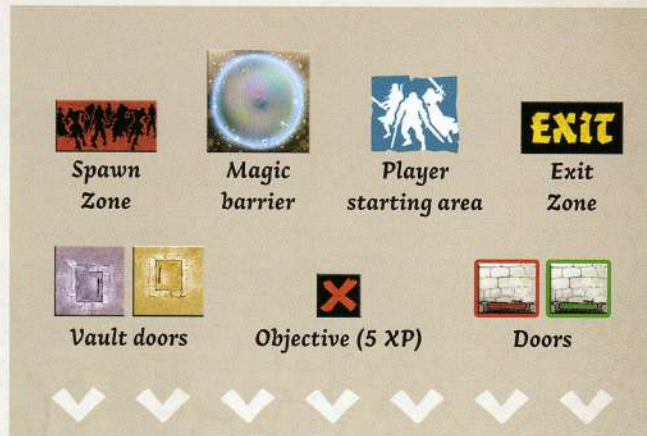 EXIT
Spawn
Zone
Magic
barrier
Player
starting area
Exit
Zone
X
Vault doors
Objective (5 XP)
Doors